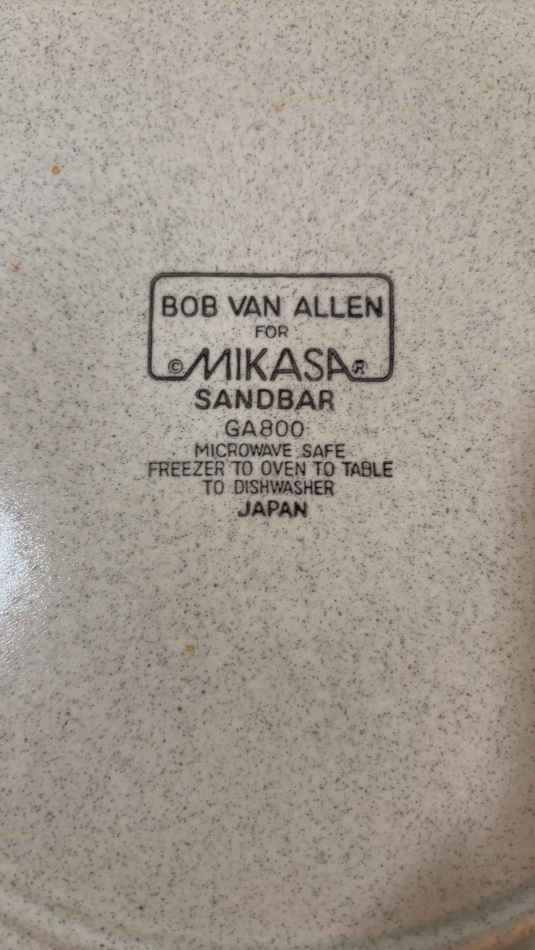 BOB VAN ALLEN
FOR
© MIKASA ®
SANDBAR
GA800
MICROWAVE SAFE
FREEZER TO OVEN TO TABLE
TO DISHWASHER
JAPAN